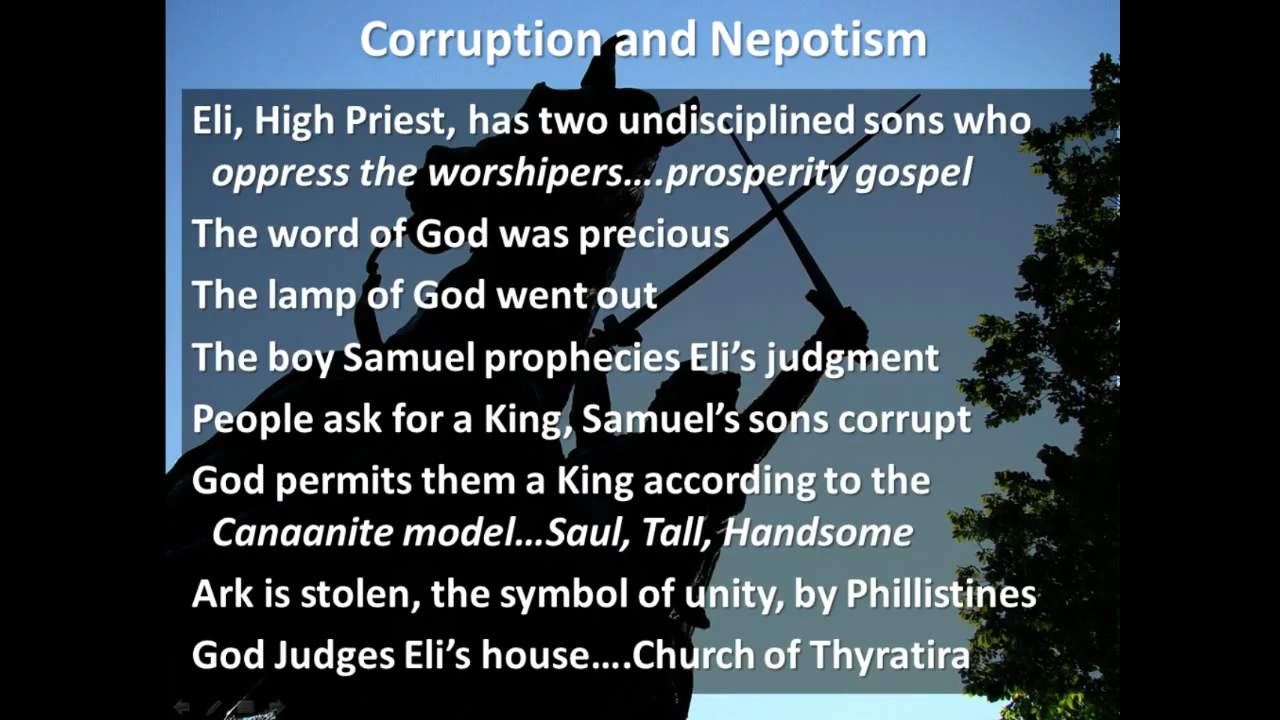 Corruption and Nepotism
Eli, High Priest, has two undisciplined sons who
oppress the worshipers....prosperity gospel
The word of God was precious
The lamp of God went out
The boy Samuel prophecies Eli’s judgment
People ask for a King, Samuel’s sons corrupt
God permits them a King according to the
Canaanite model...Saul, Tall, Handsome
Ark is stolen, the symbol of unity, by Phillistines
God Judges Eli’s house....Church of Thyratira